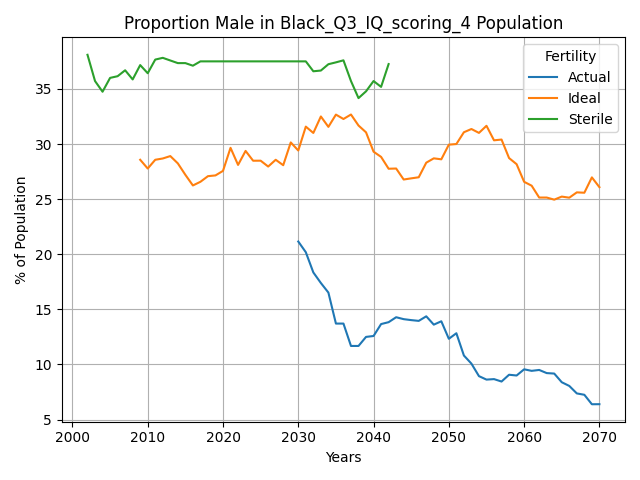 Proportion Male in Black_Q3_IQ_scoring_4 Population
Fertility
Actual
Ideal
Sterile
% of Population
35
30
25
20
15
10
5
2000 2010 2020 2030 2040 2050 2060 2070
Years